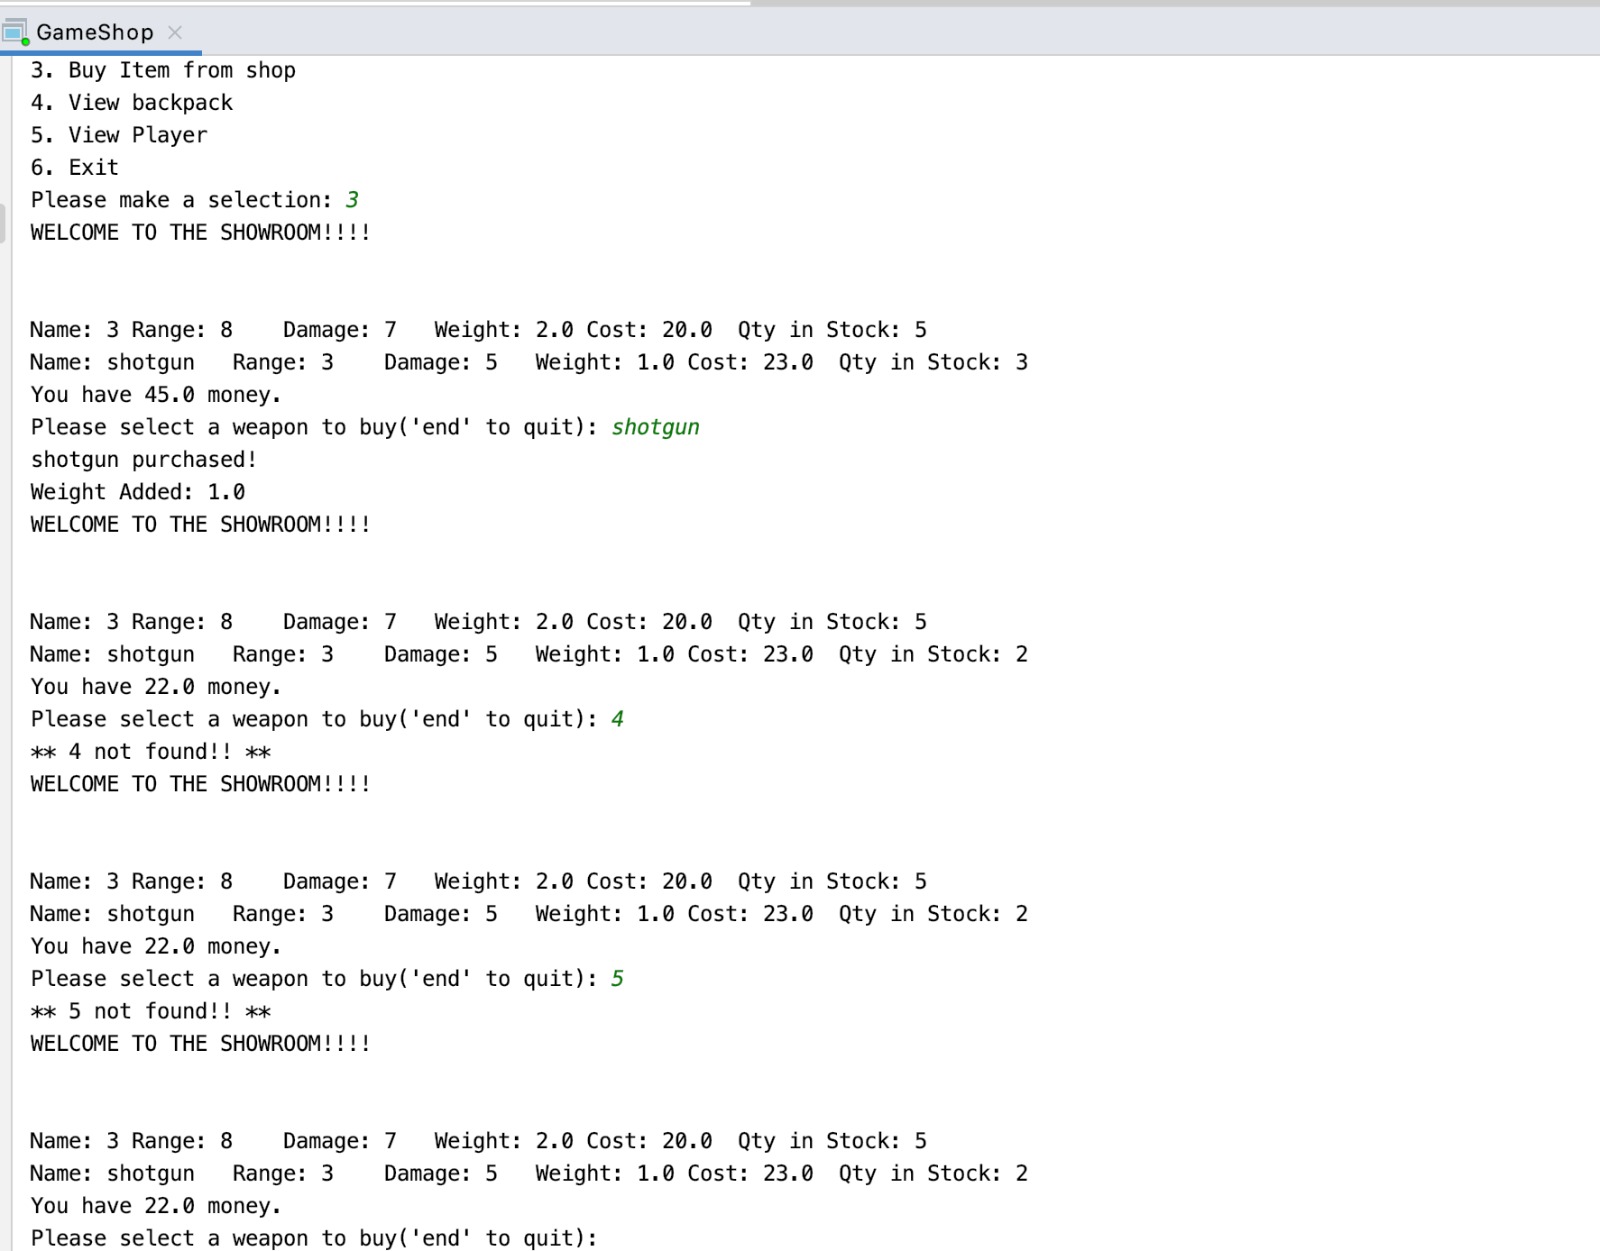 GameShop
3. Buy Item from shop
4. View backpack
5. View Player
6. Exit
Please make a selection: 3
WELCOME TO THE SHOWROOM!!!!
Name: 3 Range: 8    Damage: 7   Weight: 2.0 Cost: 20.0  Qty in Stock: 5
Name: shotgun   Range: 3    Damage: 5   Weight: 1.0 Cost: 23.0  Qty in Stock: 3
You have 45.0 money.
Please select a weapon to buy('end' to quit): shotgun
shotgun purchased!
Weight Added: 1.0
WELCOME TO THE SHOWROOM!!!!
Name: 3 Range: 8    Damage: 7   Weight: 2.0 Cost: 20.0  Qty in Stock: 5
Name: shotgun   Range: 3    Damage: 5   Weight: 1.0 Cost: 23.0  Qty in Stock: 2
You have 22.0 money.
Please select a weapon to buy('end' to quit): 4
** 4 not found!! **
WELCOME TO THE SHOWROOM!!!!
Name: 3 Range: 8    Damage: 7   Weight: 2.0 Cost: 20.0  Qty in Stock: 5
Name: shotgun   Range: 3    Damage: 5   Weight: 1.0 Cost: 23.0  Qty in Stock: 2
You have 22.0 money.
Please select a weapon to buy('end' to quit): 5
** 5 not found!! **
WELCOME TO THE SHOWROOM!!!!
Name: 3 Range: 8    Damage: 7   Weight: 2.0 Cost: 20.0  Qty in Stock: 5
Name: shotgun   Range: 3    Damage: 5   Weight: 1.0 Cost: 23.0  Qty in Stock: 2
You have 22.0 money.
Please select a weapon to buy('end' to quit):